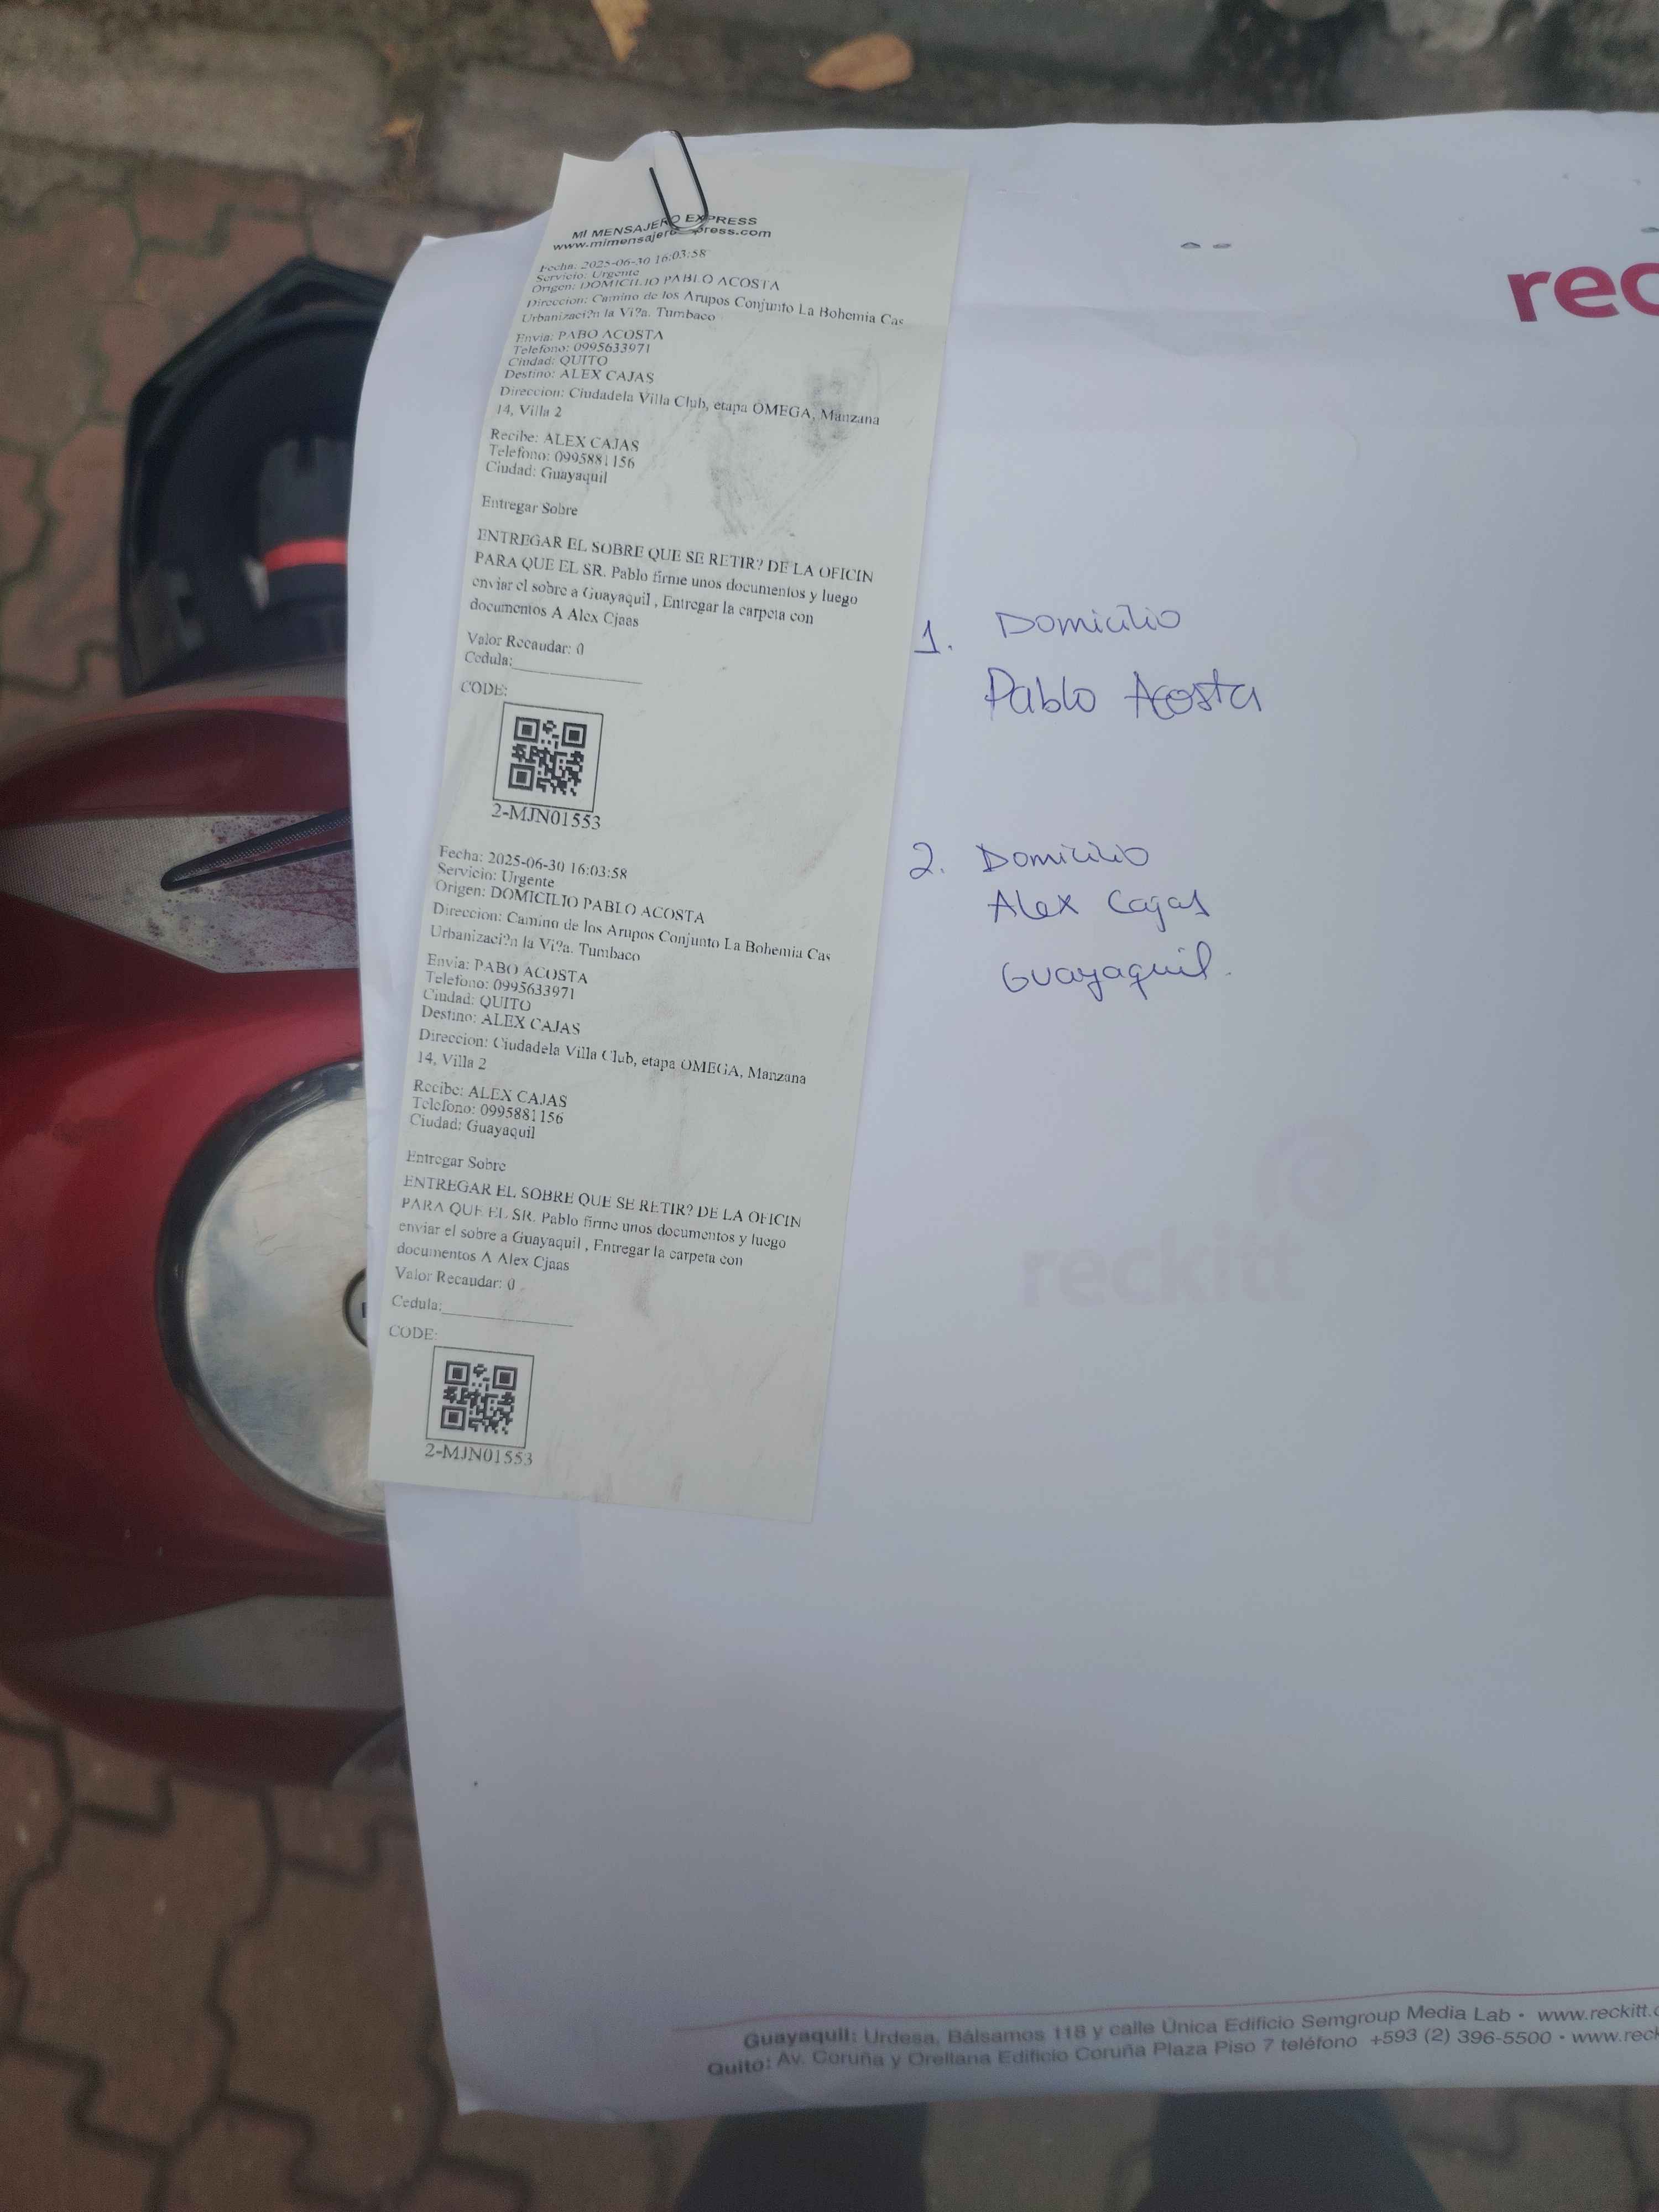 MI MENSAJERO EXPRESS
www.mimensajero press.com
Fecha: 2025-06-30 16:03:58
Servicio: Urgente
Origen: DOMICILIO PABLO ACOSTA
Direccion: Camino de los Arupos Conjunto La Bohemia Cas
Urbanizaci?n la Vi?a. Tumbaco
Envia: PABO ACOSTA
Telefono: 0995633971
Ciudad: QUITO
Destino: ALEX CAJAS
Direccion: Ciudadela Villa Club, etapa OMEGA, Manzana
14, Villa 2
Recibe: ALEX CAJAS
Telefono: 0995881156
Ciudad: Guayaquil
Entregar Sobre
ENTREGAR EL SOBRE QUE SE RETIR? DE LA OFICIN
PARA QUE EL SR. Pablo firme unos documentos y luego
enviar el sobre a Guayaquil , Entregar la carpeta con
documentos A Alex Cjaas
Valor Recaudar: 0
Cedula:____________
CODE:
2-MJN01553
Fecha: 2025-06-30 16:03:58
Servicio: Urgente
Origen: DOMICILIO PABLO ACOSTA
Direccion: Camino de los Arupos Conjunto La Bohemia Cas
Urbanizaci?n la Vi?a. Tumbaco
Envia: PABO ACOSTA
Telefono: 0995633971
Ciudad: QUITO
Destino: ALEX CAJAS
Direccion: Ciudadela Villa Club, etapa OMEGA, Manzana
14, Villa 2
Recibe: ALEX CAJAS
Telefono: 0995881156
Ciudad: Guayaquil
Entregar Sobre
ENTREGAR EL SOBRE QUE SE RETIR? DE LA OFICIN
PARA QUE EL SR. Pablo firme unos documentos y luego
enviar el sobre a Guayaquil , Entregar la carpeta con
documentos A Alex Cjaas
Valor Recaudar: 0
Cedula:____________
CODE:
2-MJN01553
rec
1. Domicilio
Pablo Acosta
2. Domicilio
Alex Cajas
Guayaquil.
reckitt
Guayaquil: Urdesa, Bálsamos 118 y calle Única Edificio Semgroup Media Lab • www.reckitt.c
Quito: Av. Coruña y Orellana Edificio Coruña Plaza Piso 7 teléfono +593 (2) 396-5500 • www.reck